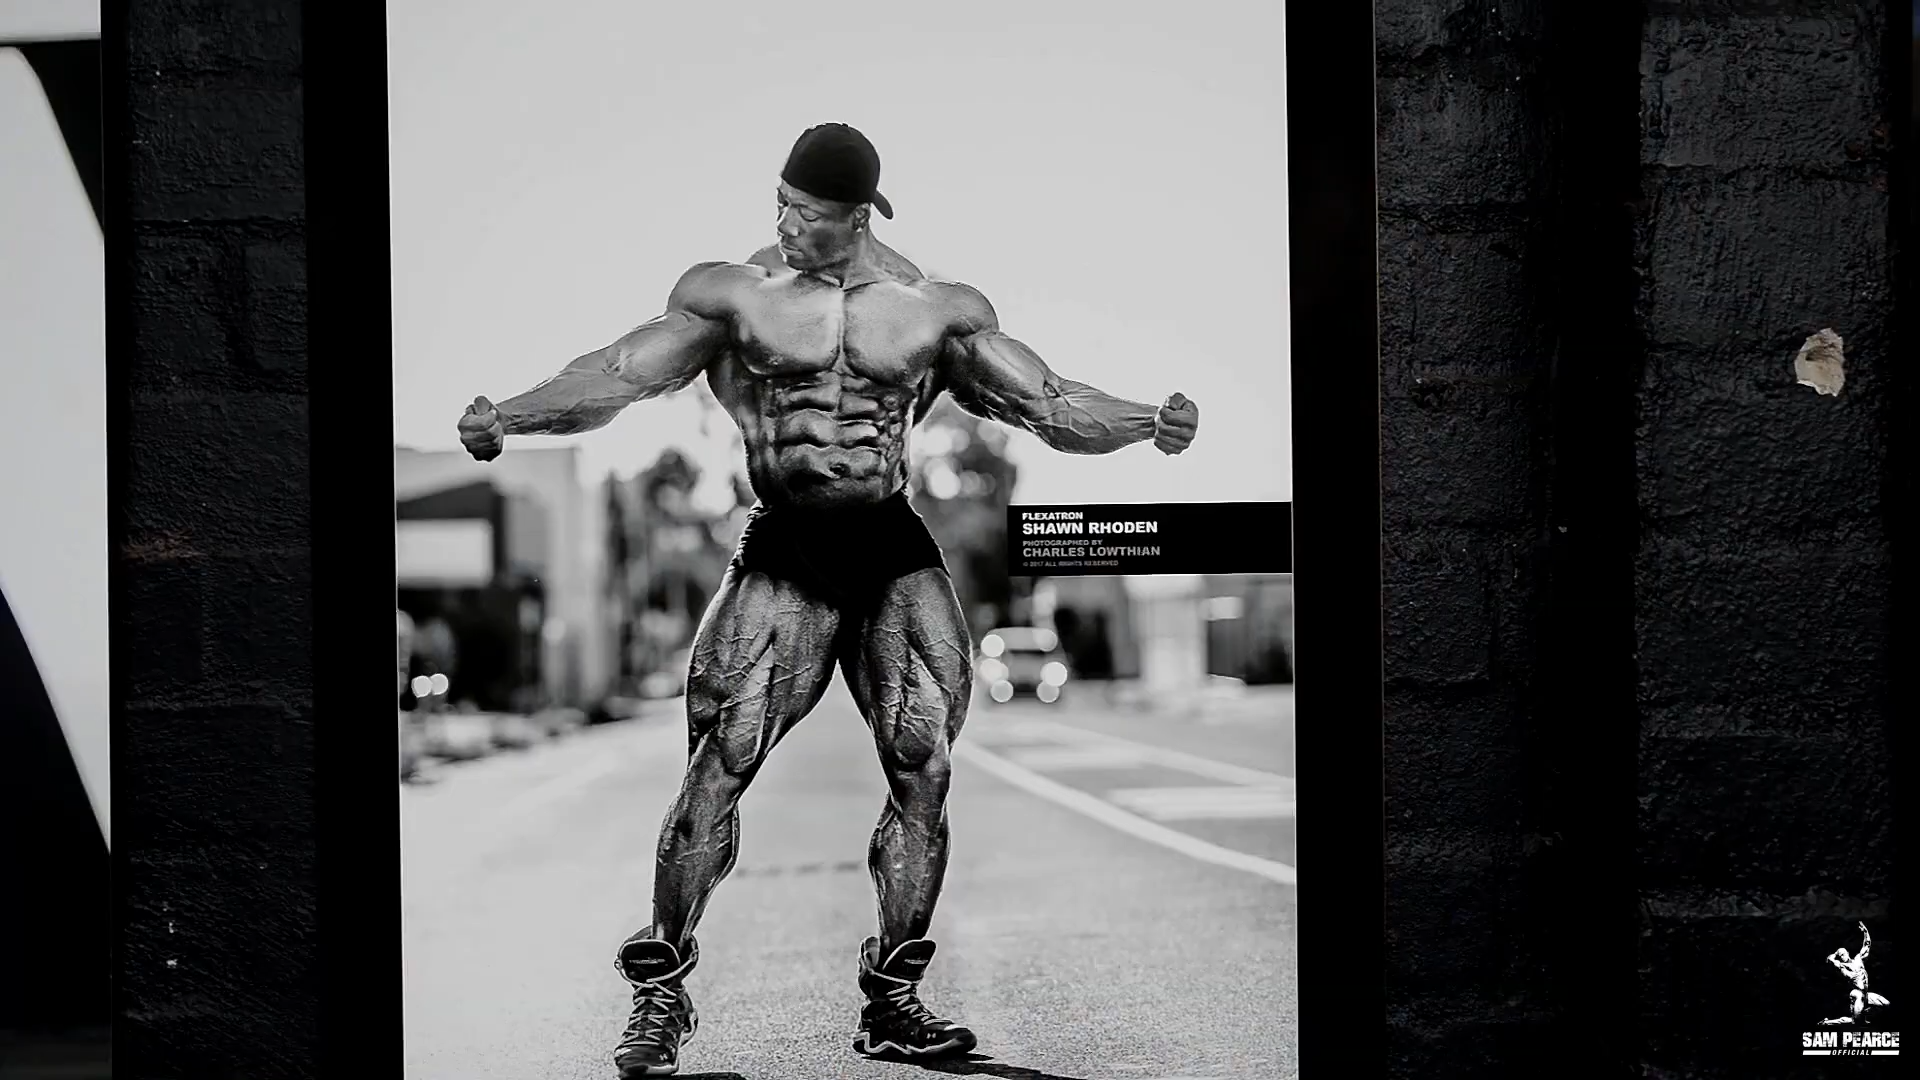 FLEXATRON
SHAWN RHODEN
PHOTOGRAPHED BY
CHARLES LOWTHIAN
© 2017 ALL RIGHTS RESERVED
SAM PEARCE
OFFICIAL